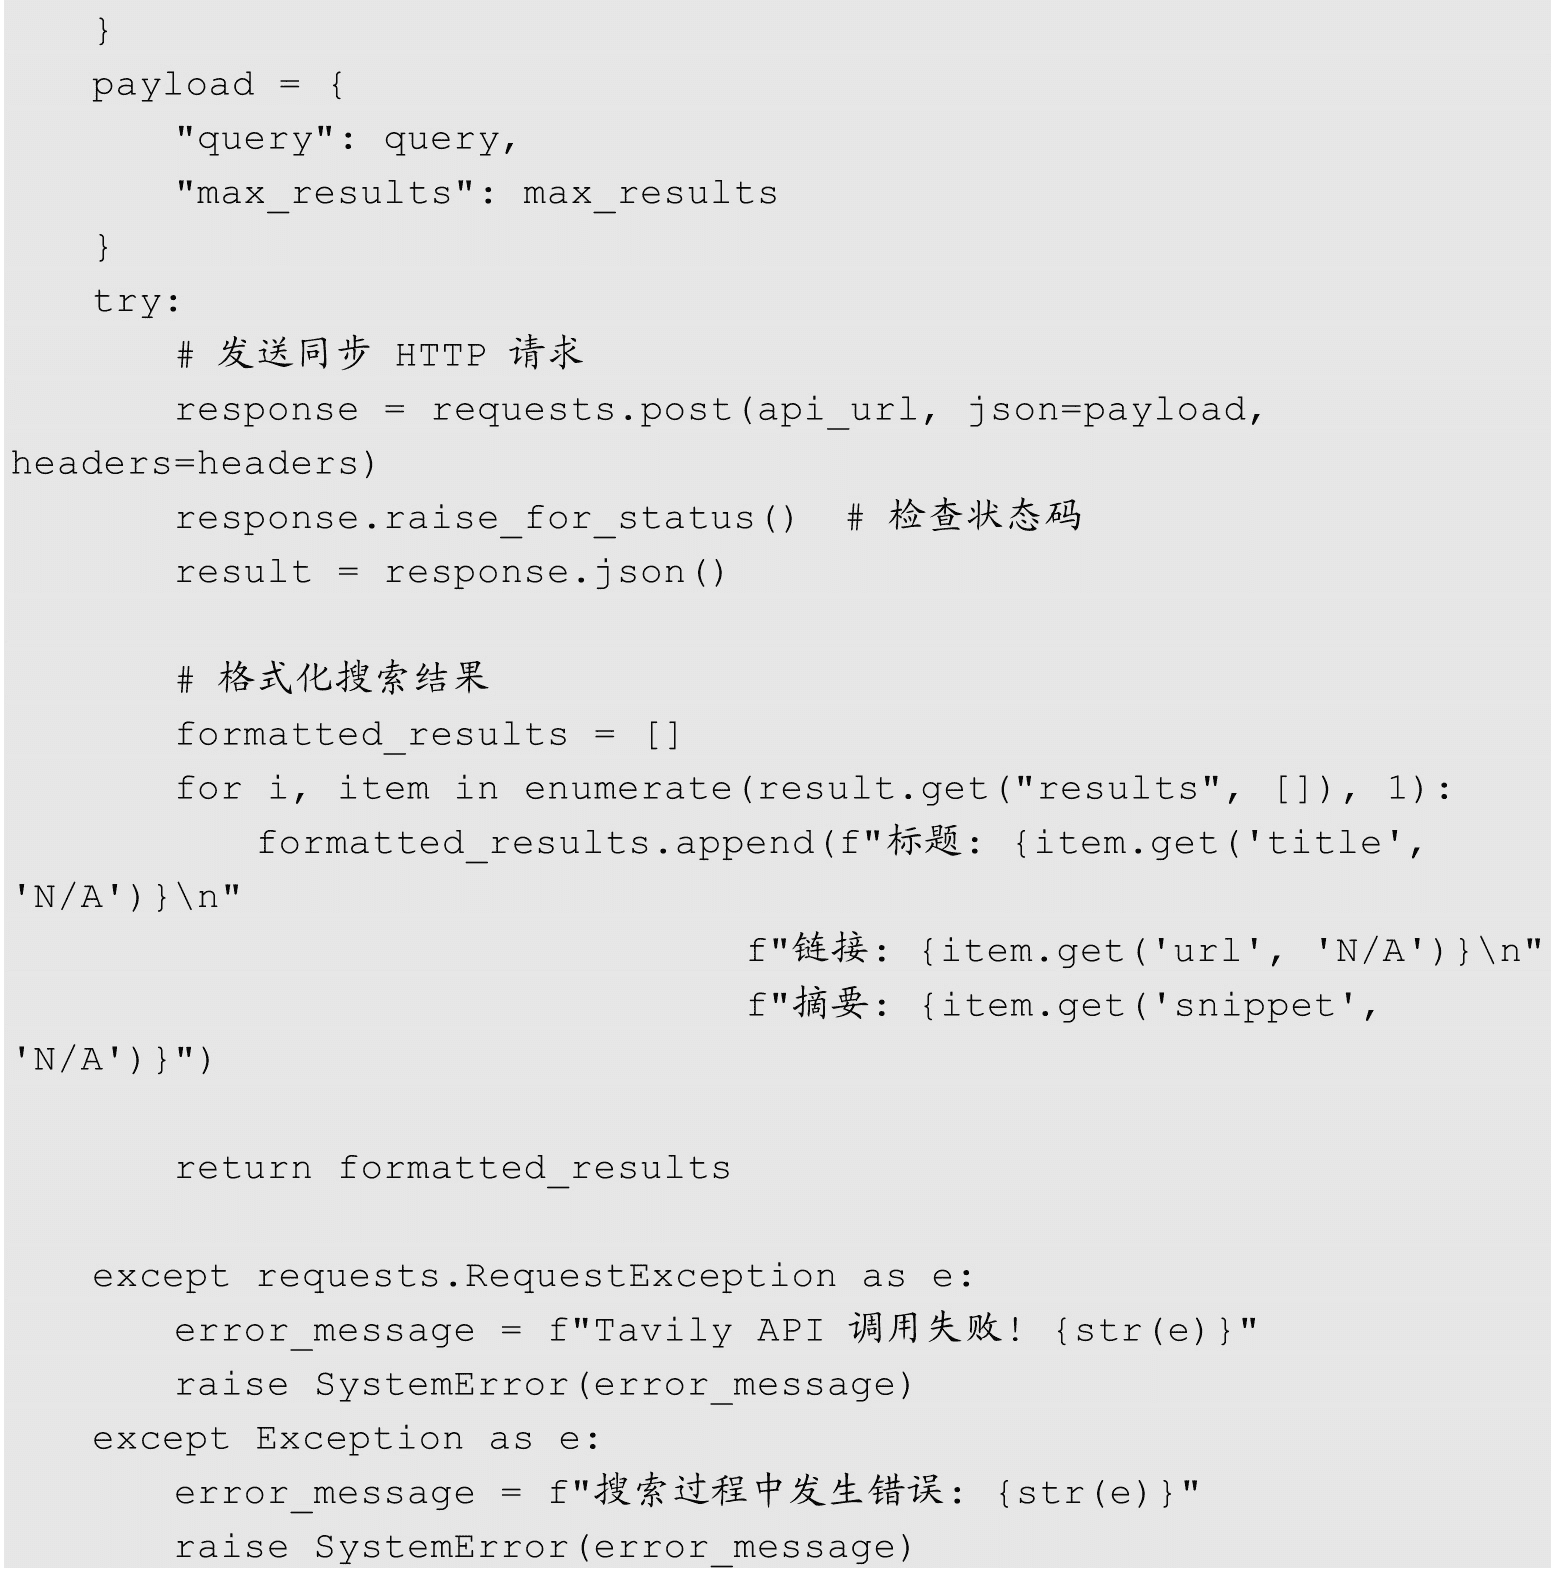 }
    payload = {
        "query": query,
        "max_results": max_results
    }
    try:
        # 发送同步 HTTP 请求
        response = requests.post(api_url, json=payload,
headers=headers)
        response.raise_for_status()  # 检查状态码
        result = response.json()

        # 格式化搜索结果
        formatted_results = []
        for i, item in enumerate(result.get("results", []), 1):
            formatted_results.append(f"标题: {item.get('title',
'N/A')}\n"
                                    f"链接: {item.get('url', 'N/A')}\n"
                                    f"摘要: {item.get('snippet',
'N/A')}")

        return formatted_results

    except requests.RequestException as e:
        error_message = f"Tavily API 调用失败! {str(e)}"
        raise SystemError(error_message)
    except Exception as e:
        error_message = f"搜索过程中发生错误: {str(e)}"
        raise SystemError(error_message)